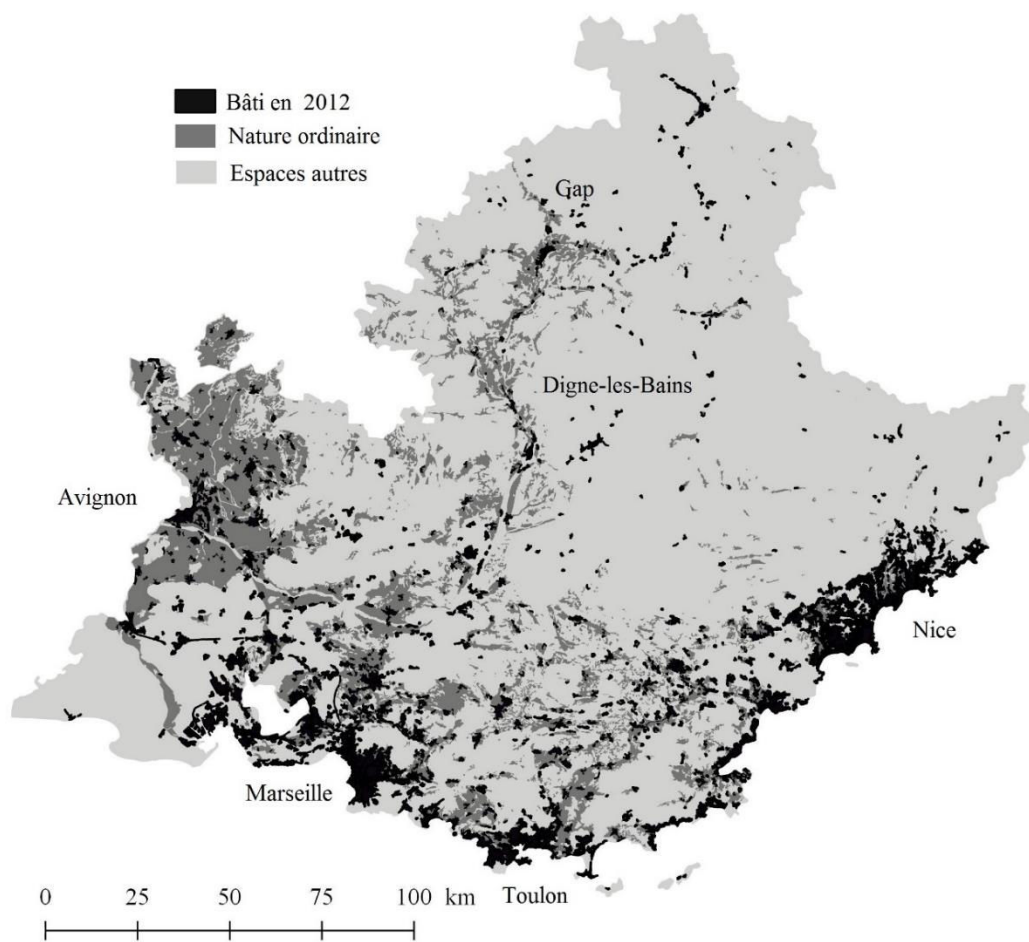 Bâti en 2012
Nature ordinaire
Espaces autres
Gap
Digne-les-Bains
Avignon
Nice
Marseille
0 25 50 75 100 km
Toulon